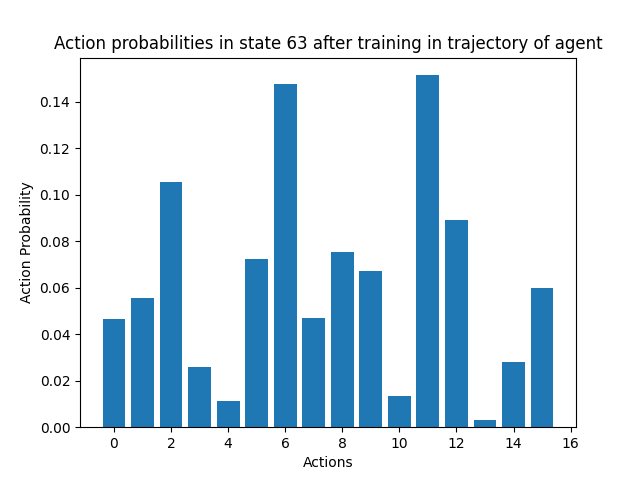 Action probabilities in state 63 after training in trajectory of agent
0.14
0.12
0.10
0.08
0.06
0.04
0.02
0.00
Action Probability
0 2 4 6 8 10 12 14 16
Actions